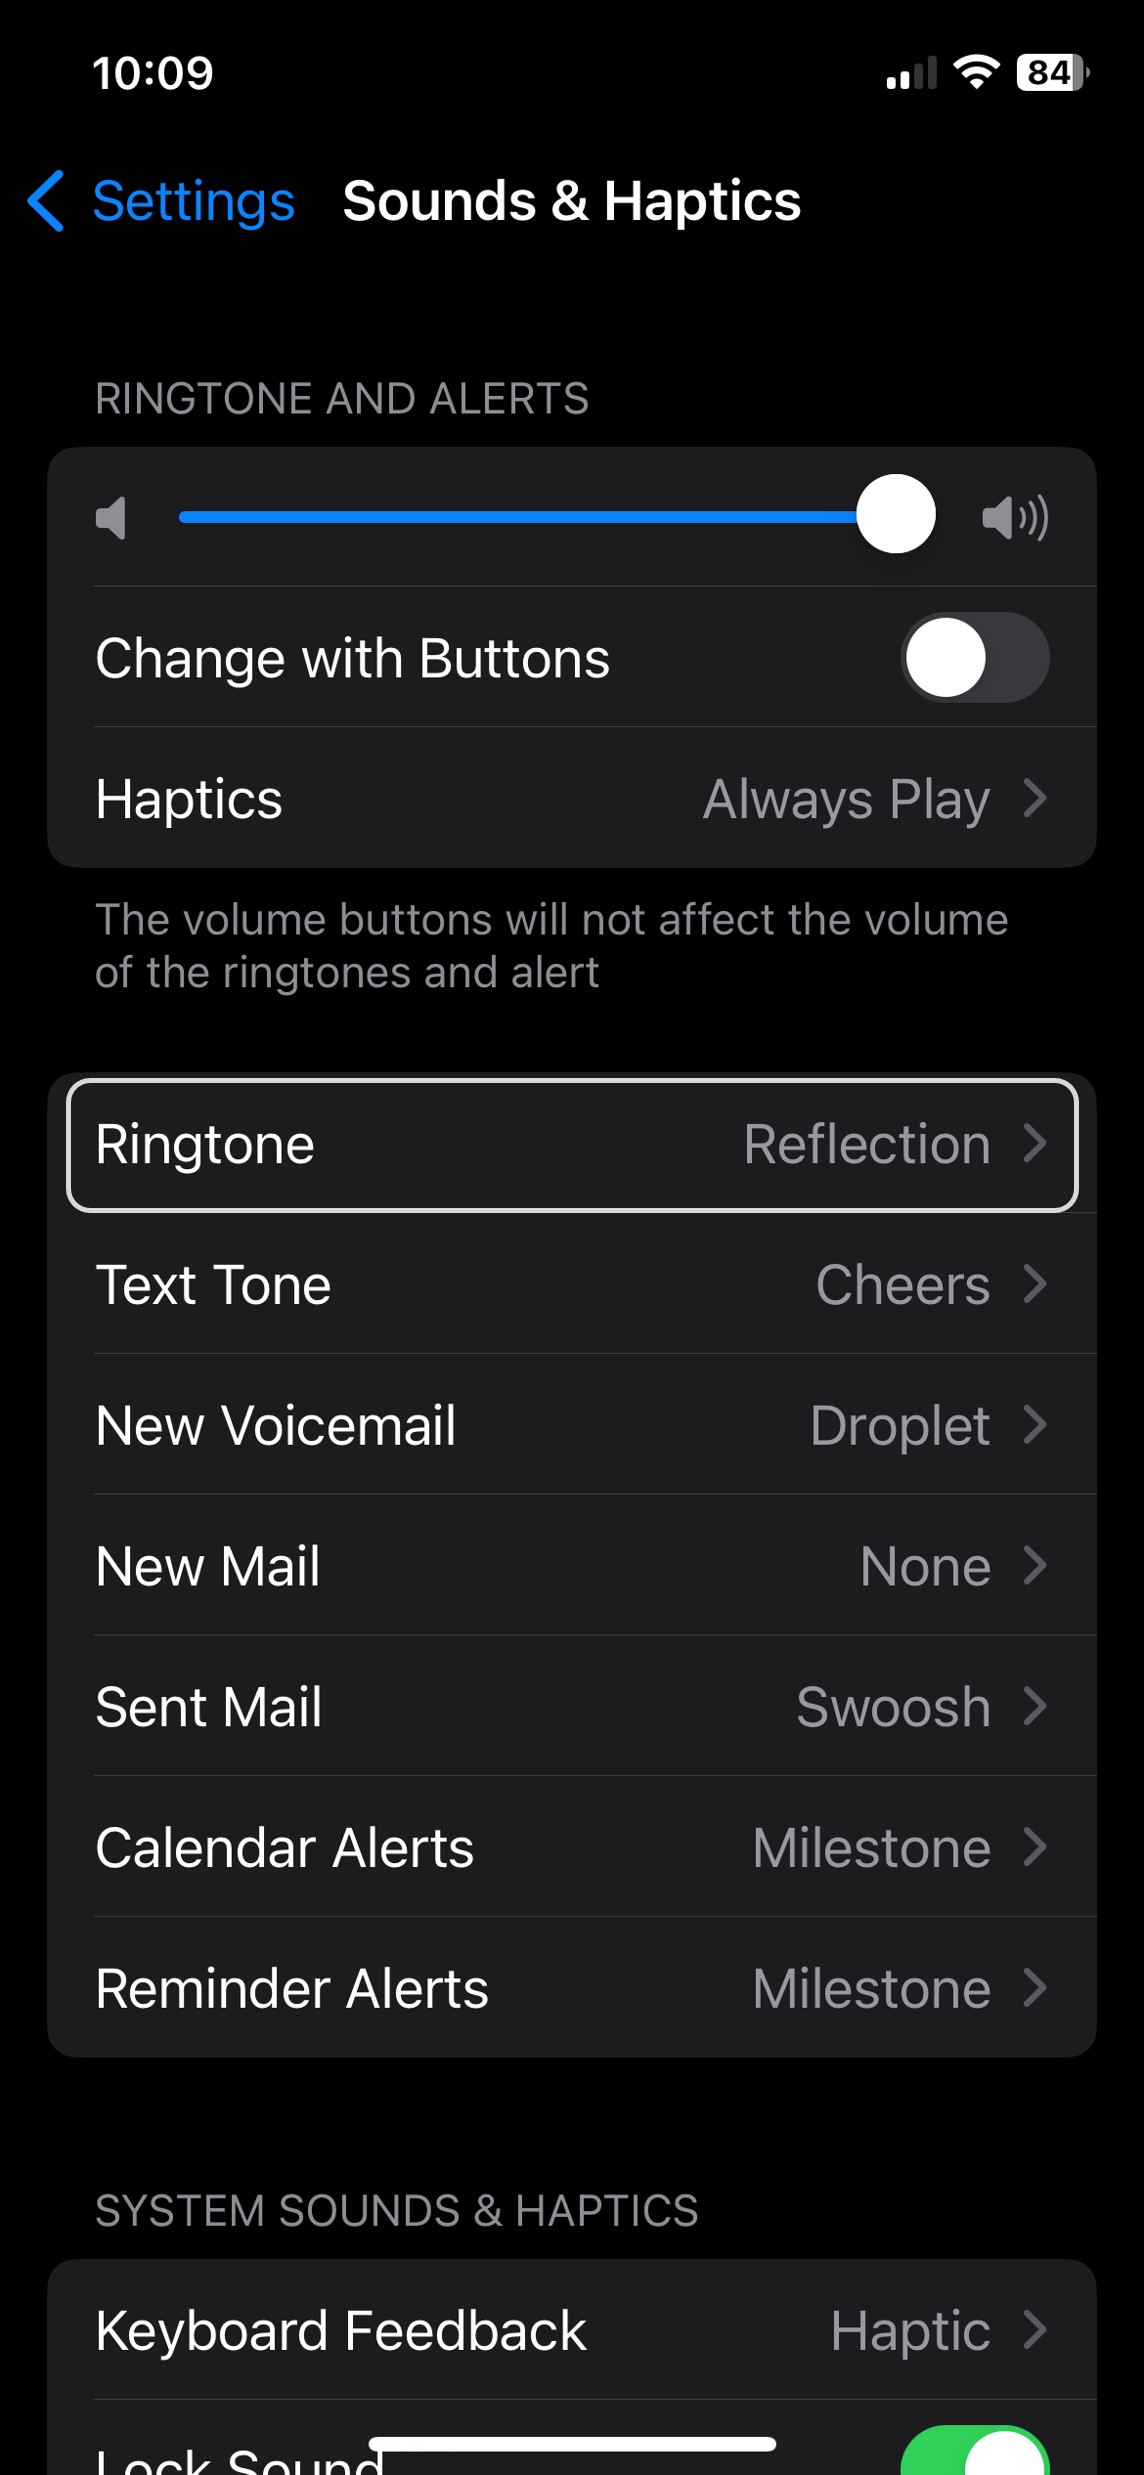 10:09
84
Settings Sounds & Haptics
RINGTONE AND ALERTS
Change with Buttons
Haptics Always Play
The volume buttons will not affect the volume
of the ringtones and alert
Ringtone Reflection
Text Tone Cheers
New Voicemail Droplet
New Mail None
Sent Mail Swoosh
Calendar Alerts Milestone
Reminder Alerts Milestone
SYSTEM SOUNDS & HAPTICS
Keyboard Feedback Haptic
Lock Sound